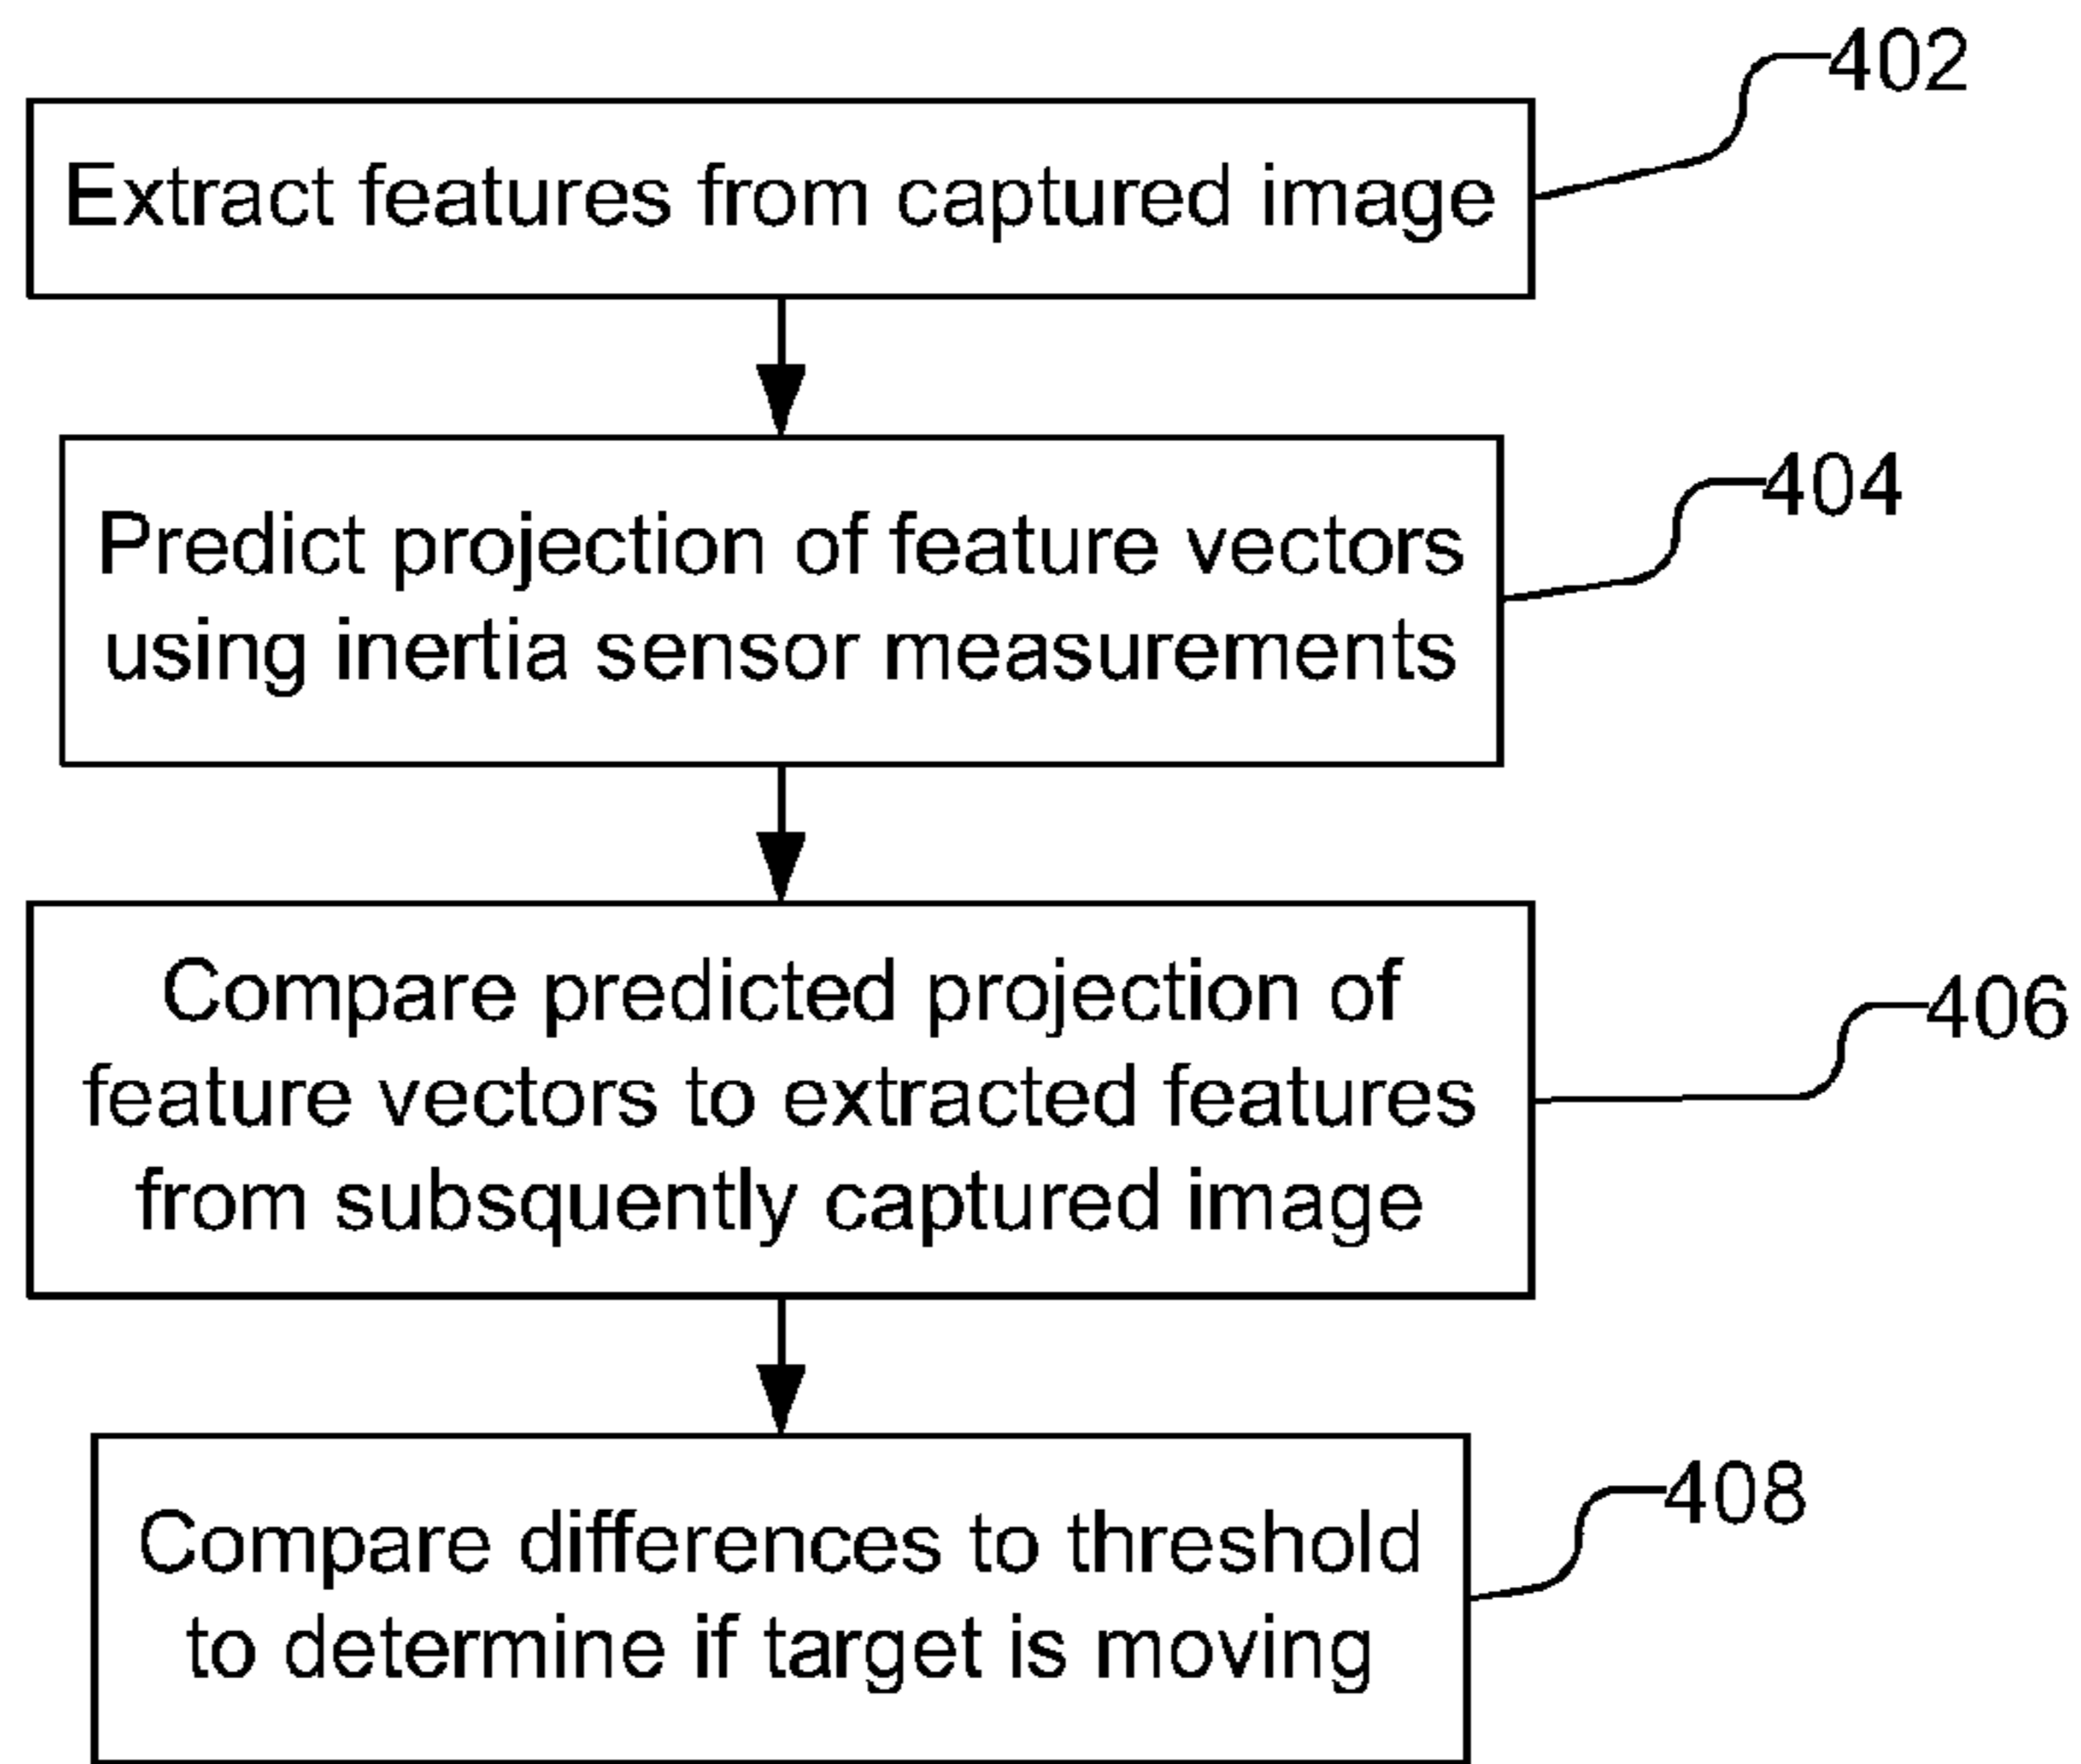 402
Extract features from captured image
404
Predict projection of feature vectors
using inertia sensor measurements
406
Compare predicted projection of
feature vectors to extracted features
from subsquently captured image
408
Compare differences to threshold
to determine if target is moving